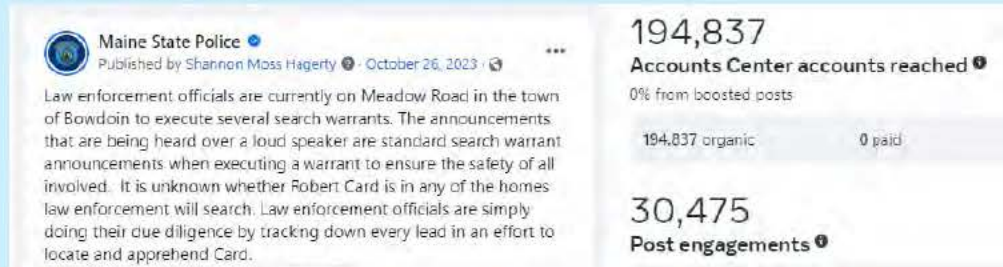 Maine State Police
Published by Shannon Moss Hagerty · October 26, 2023 ·
Law enforcement officials are currently on Meadow Road in the town
of Bowdoin to execute several search warrants. The announcements
that are being heard over a loud speaker are standard search warrant
announcements when executing a warrant to ensure the safety of all
involved. It is unknown whether Robert Card is in any of the homes
law enforcement will search. Law enforcement officials are simply
doing their due diligence by tracking down every lead in an effort to
locate and apprehend Card.
194,837
Accounts Center accounts reached
0% from boosted posts
194,837 organic 0 paid
30,475
Post engagements